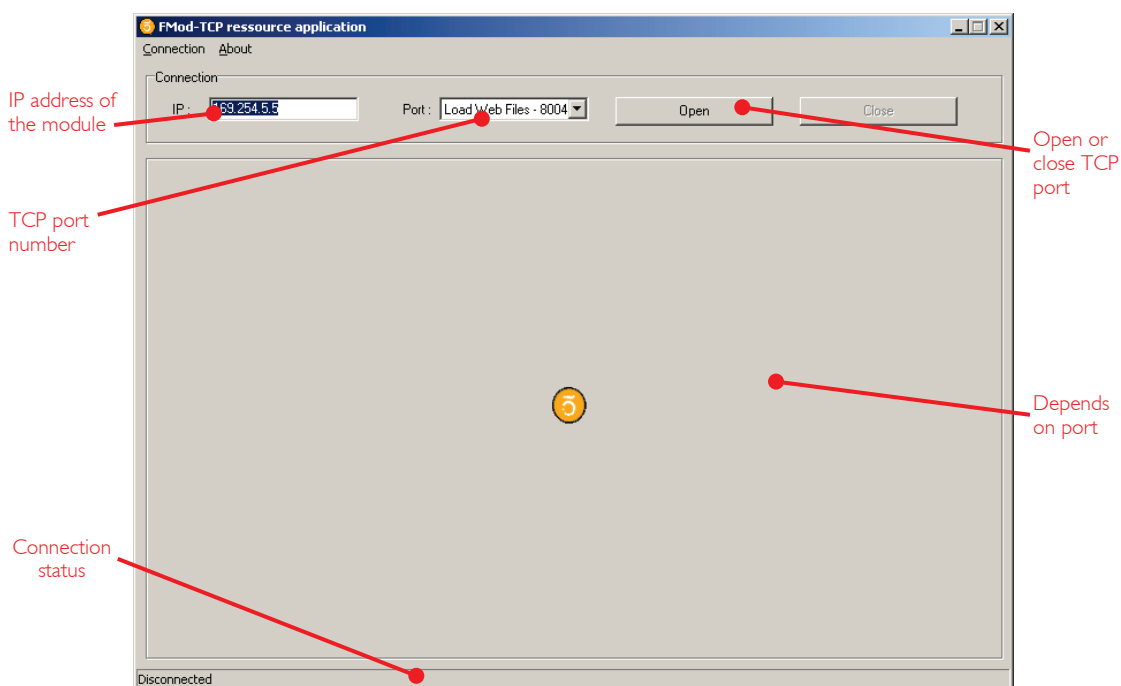 FMod-TCP ressource application
Connection About
Connection
IP : 169.254.5.5 Port : Load Web Files - 8004 Open Close
IP address of
the module
Open or
close TCP
port
TCP port
number
5
Depends
on port
Connection
status
Disconnected